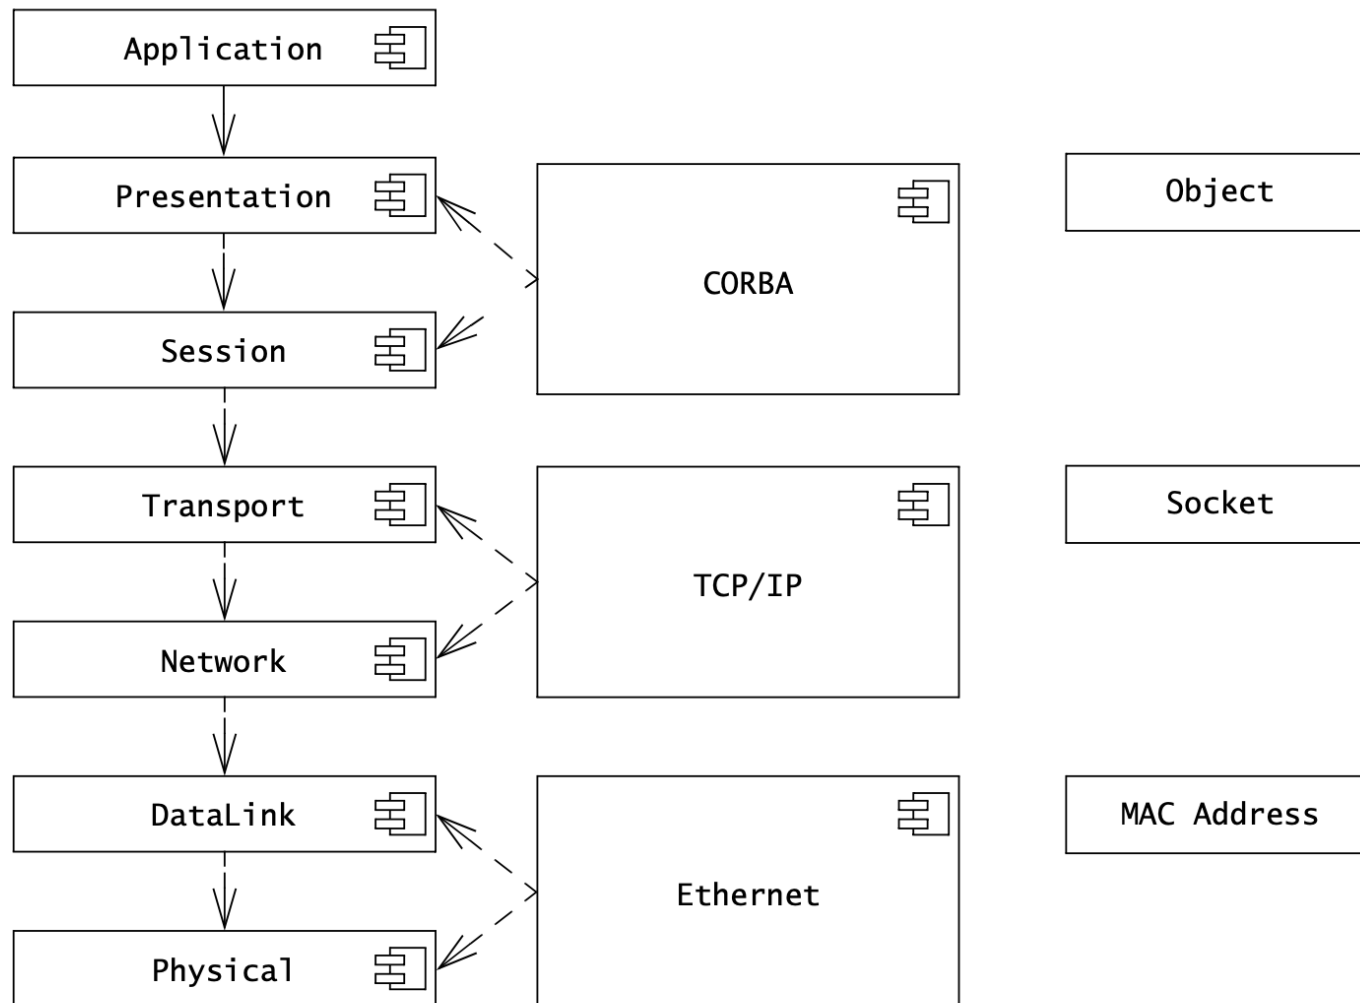 Application
Presentation
Object
CORBA
Session
Transport
Socket
TCP/IP
Network
DataLink
MAC Address
Ethernet
Physical